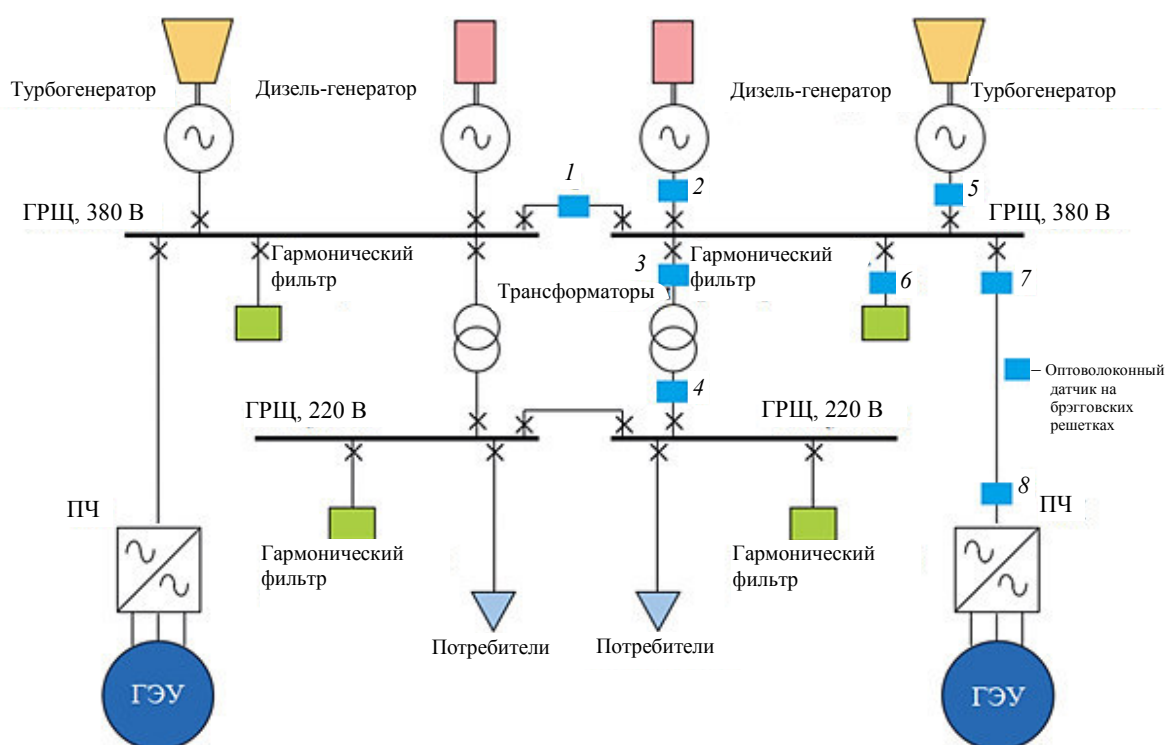 Турбогенератор
Дизель-генератор
Дизель-генератор
Турбогенератор
1
2
5
ГРЩ, 380 В
ГРЩ, 380 В
Гармонический
фильтр
3
Гармонический
фильтр
6
7
Трансформаторы
Оптоволоконный
датчик на
брэгговских
решетках
4
ГРЩ, 220 В
ГРЩ, 220 В
8
ПЧ
ПЧ
Гармонический
фильтр
Гармонический
фильтр
Потребители
Потребители
ГЭУ
ГЭУ